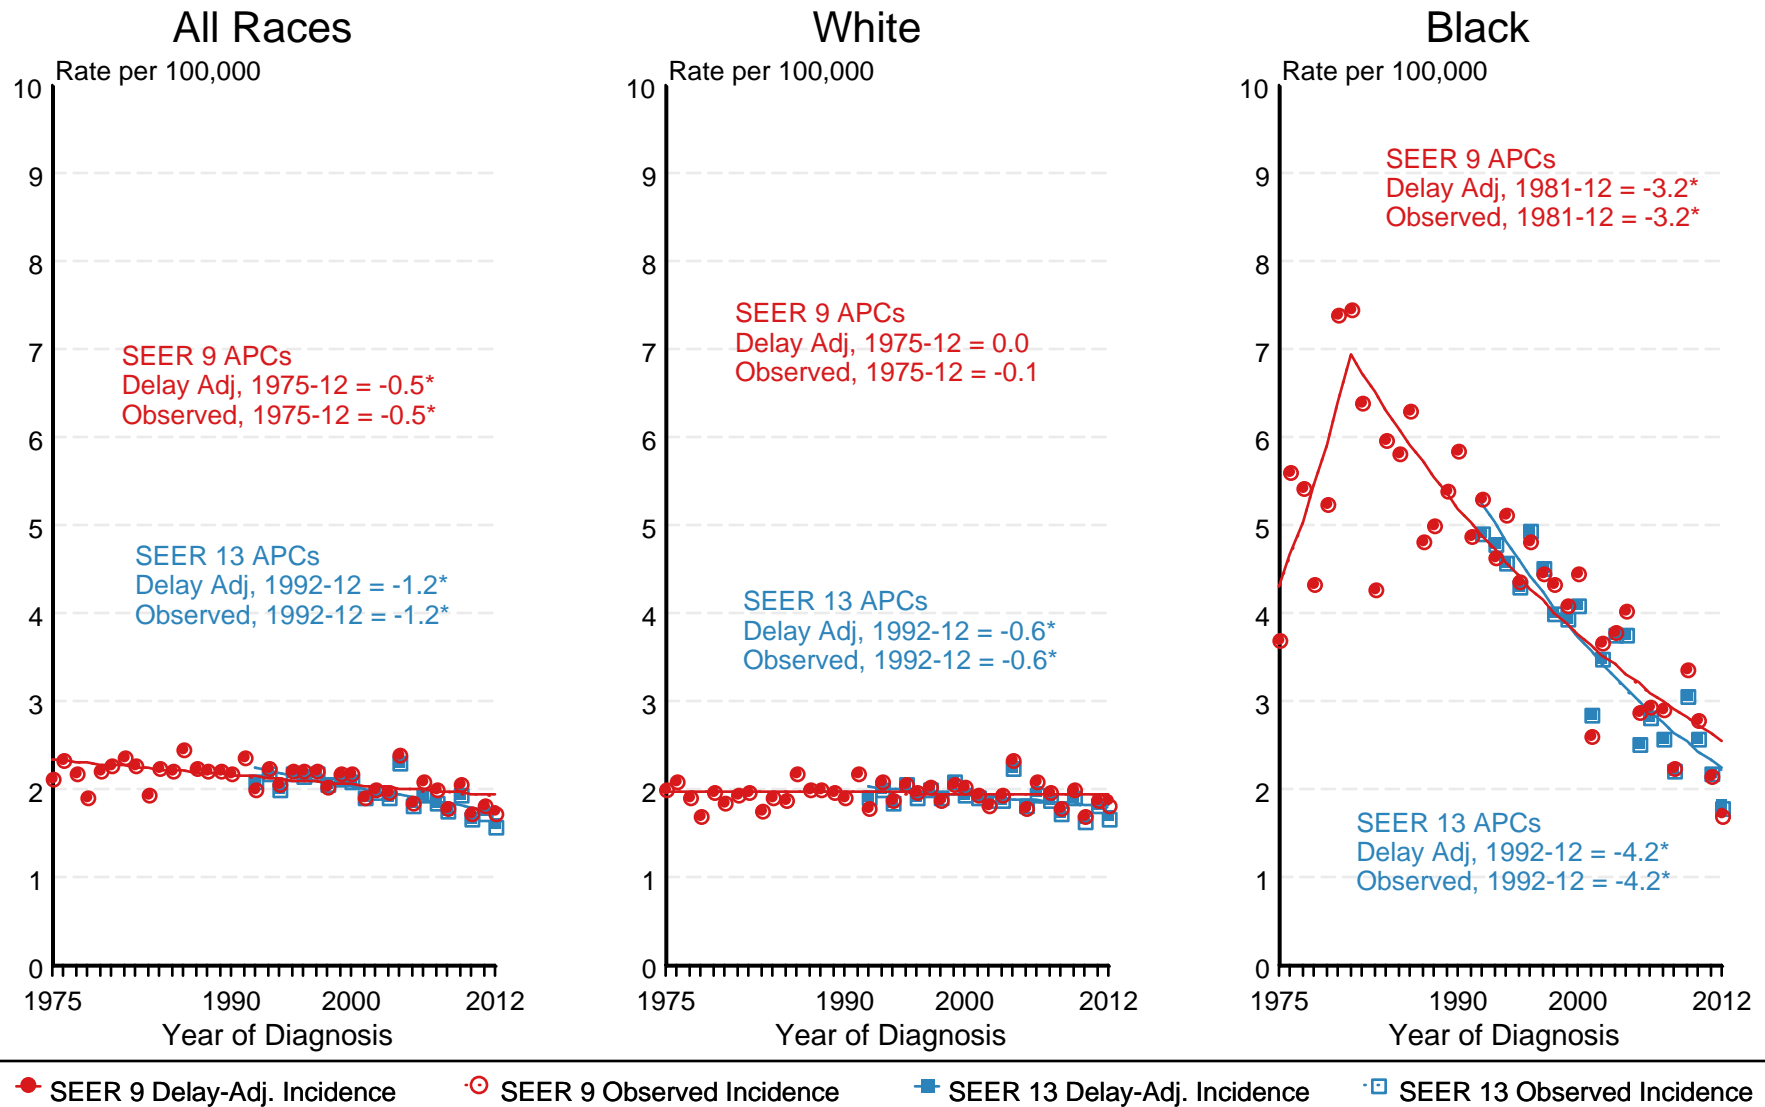 All Races
Rate per 100,000
10
9
8
7
6
5
4
3
2
1
0
SEER 9 APCs
Delay Adj, 1975-12 = -0.5*
Observed, 1975-12 = -0.5*
SEER 13 APCs
Delay Adj, 1992-12 = -1.2*
Observed, 1992-12 = -1.2*
1975 1990 2000 2012
Year of Diagnosis
White
Rate per 100,000
10
9
8
7
6
5
4
3
2
1
0
SEER 9 APCs
Delay Adj, 1975-12 = 0.0
Observed, 1975-12 = -0.1
SEER 13 APCs
Delay Adj, 1992-12 = -0.6*
Observed, 1992-12 = -0.6*
1975 1990 2000 2012
Year of Diagnosis
Black
Rate per 100,000
10
9
8
7
6
5
4
3
2
1
0
SEER 9 APCs
Delay Adj, 1981-12 = -3.2*
Observed, 1981-12 = -3.2*
SEER 13 APCs
Delay Adj, 1992-12 = -4.2*
Observed, 1992-12 = -4.2*
1975 1990 2000 2012
Year of Diagnosis
SEER 9 Delay-Adj. Incidence SEER 9 Observed Incidence SEER 13 Delay-Adj. Incidence SEER 13 Observed Incidence